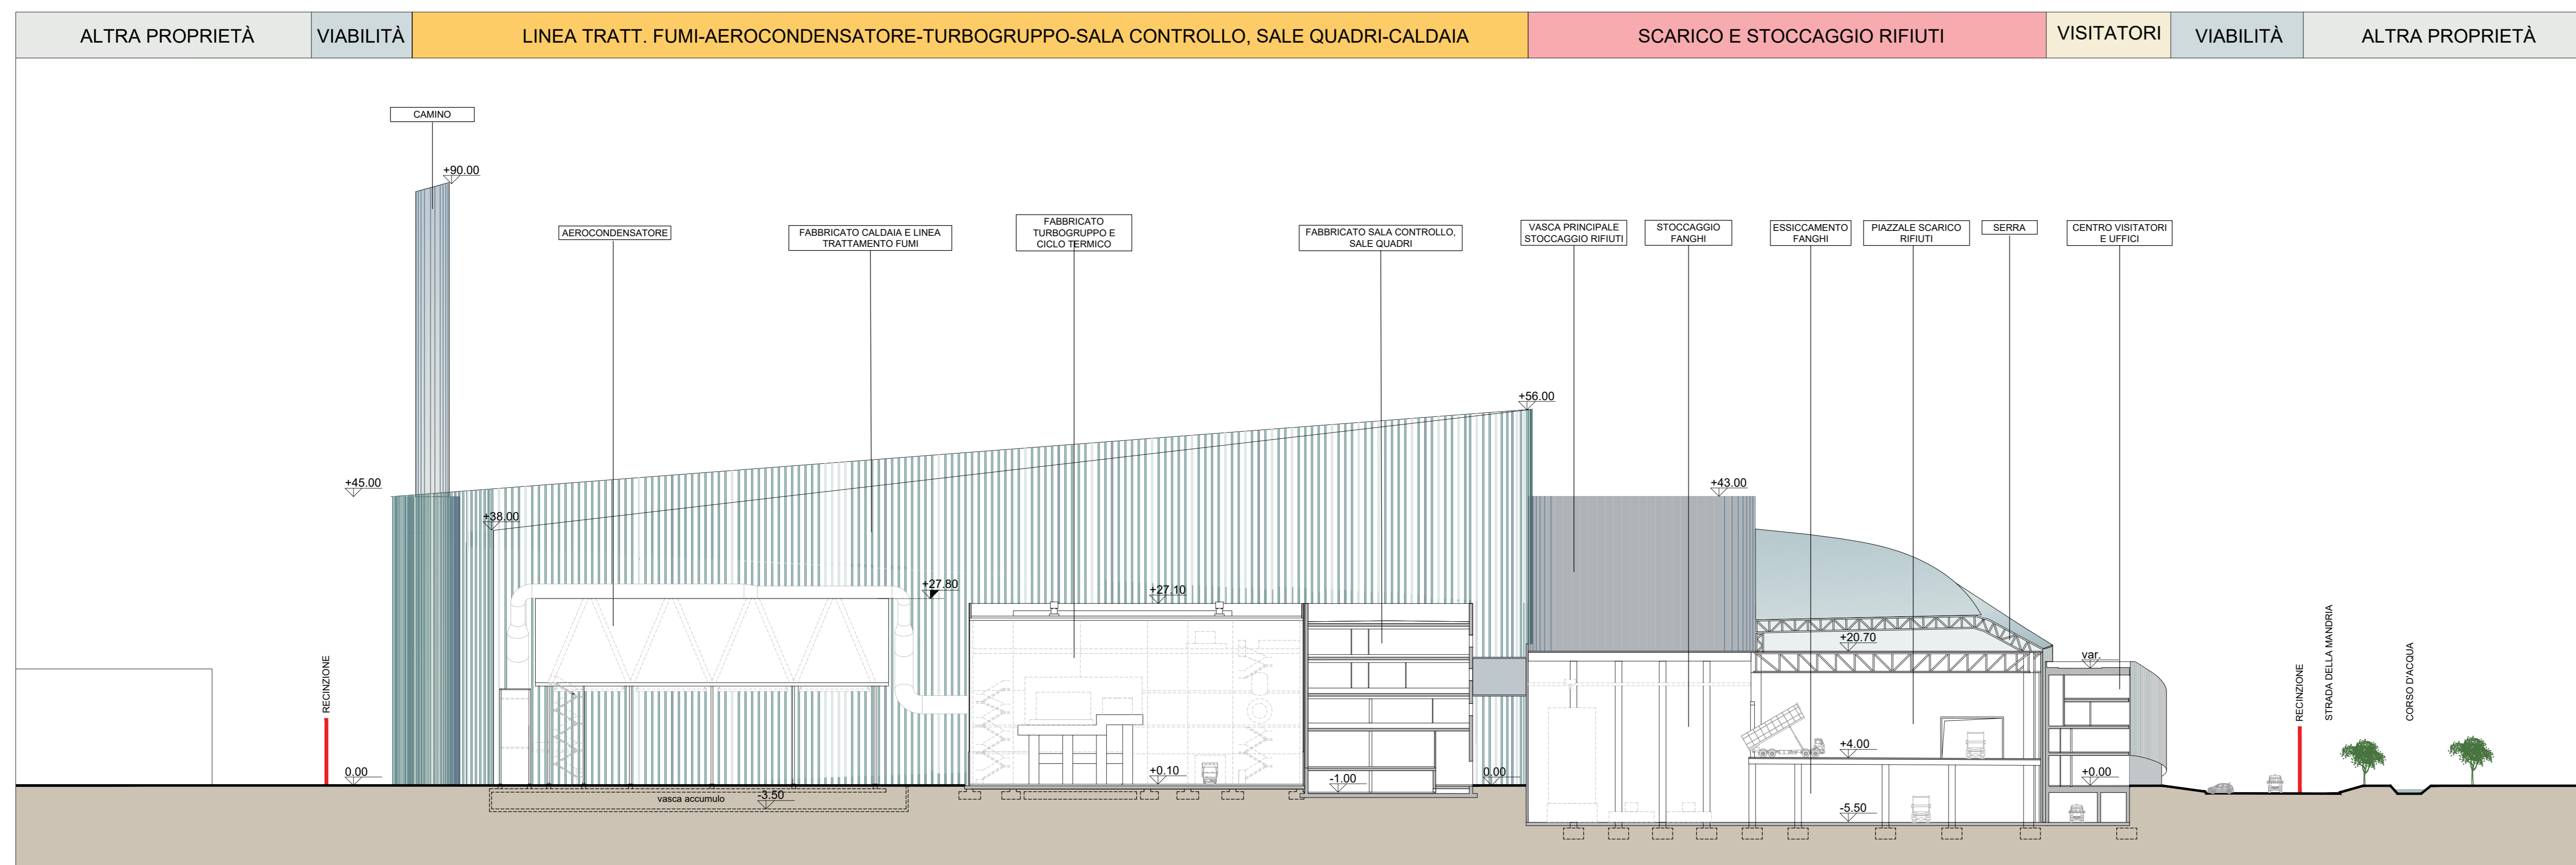 ALTRA PROPRIETÀ
VIABILITÀ
LINEA TRATT. FUMI-AEROCONDENSATORE-TURBOGRUPPO-SALA CONTROLLO, SALE QUADRI-CALDAIA
SCARICO E STOCCAGGIO RIFIUTI
VISITATORI
VIABILITÀ
ALTRA PROPRIETÀ
CAMINO
+90.00
AEROCONDENSATORE
FABBRICATO CALDAIA E LINEA
TRATTAMENTO FUMI
FABBRICATO
TURBOGRUPPO E
CICLO TERMICO
FABBRICATO SALA CONTROLLO,
SALE QUADRI
VASCA PRINCIPALE
STOCCAGGIO RIFIUTI
STOCCAGGIO
FANGHI
ESSICCAMENTO
FANGHI
PIAZZALE SCARICO
RIFIUTI
SERRA
CENTRO VISITATORI
E UFFICI
+56.00
+45.00
+43.00
+38.00
+27.80
+27.10
+20.70
var.
RECINZIONE
RECINZIONE
STRADA DELLA MANDRIA
CORSO D'ACQUA
0.00
+0.10
-1.00
0.00
+4.00
+0.00
vasca accumulo
-3.50
-5.50